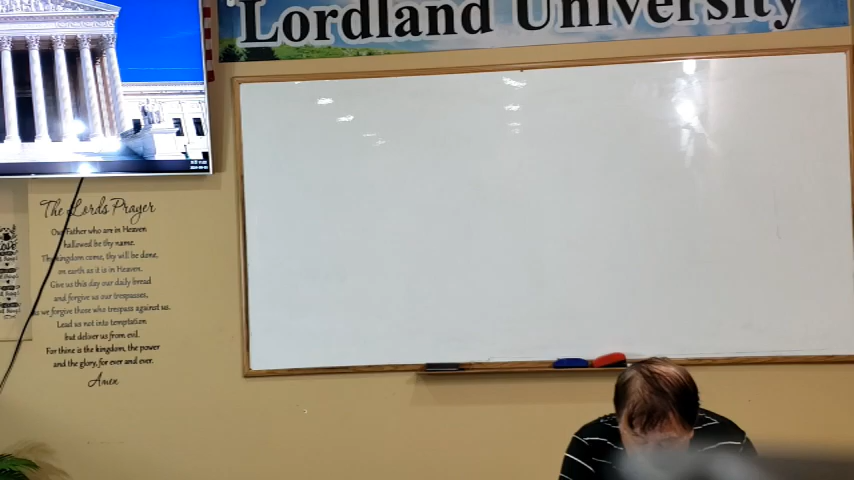 Lordland University
The Lords Prayer
Our Father who are in Heaven
hallowed be thy name.
Thy kingdom come, thy will be done,
on earth as it is in Heaven.
Give us this day our daily bread
and forgive us our trespasses,
as we forgive those who trespass against us.
Lead us not into temptation
but deliver us from evil.
For thine is the kingdom, the power
and the glory, for ever and ever.
Amen